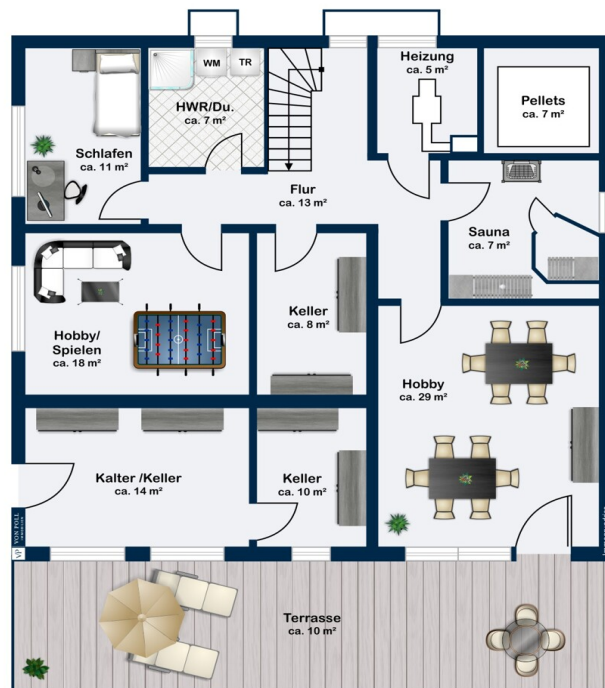 WM
TR
HWR/Du.
ca. 7 m²
Heizung
ca. 5 m²
Pellets
ca. 7 m²
Schlafen
ca. 11 m²
Flur
ca. 13 m²
Sauna
ca. 7 m²
Hobby/
Spielen
ca. 18 m²
Keller
ca. 8 m²
Hobby
ca. 29 m²
Kalter /Keller
ca. 14 m²
Keller
ca. 10 m²
VP
VON POLL
IMMOBILIEN
Terrasse
ca. 10 m²